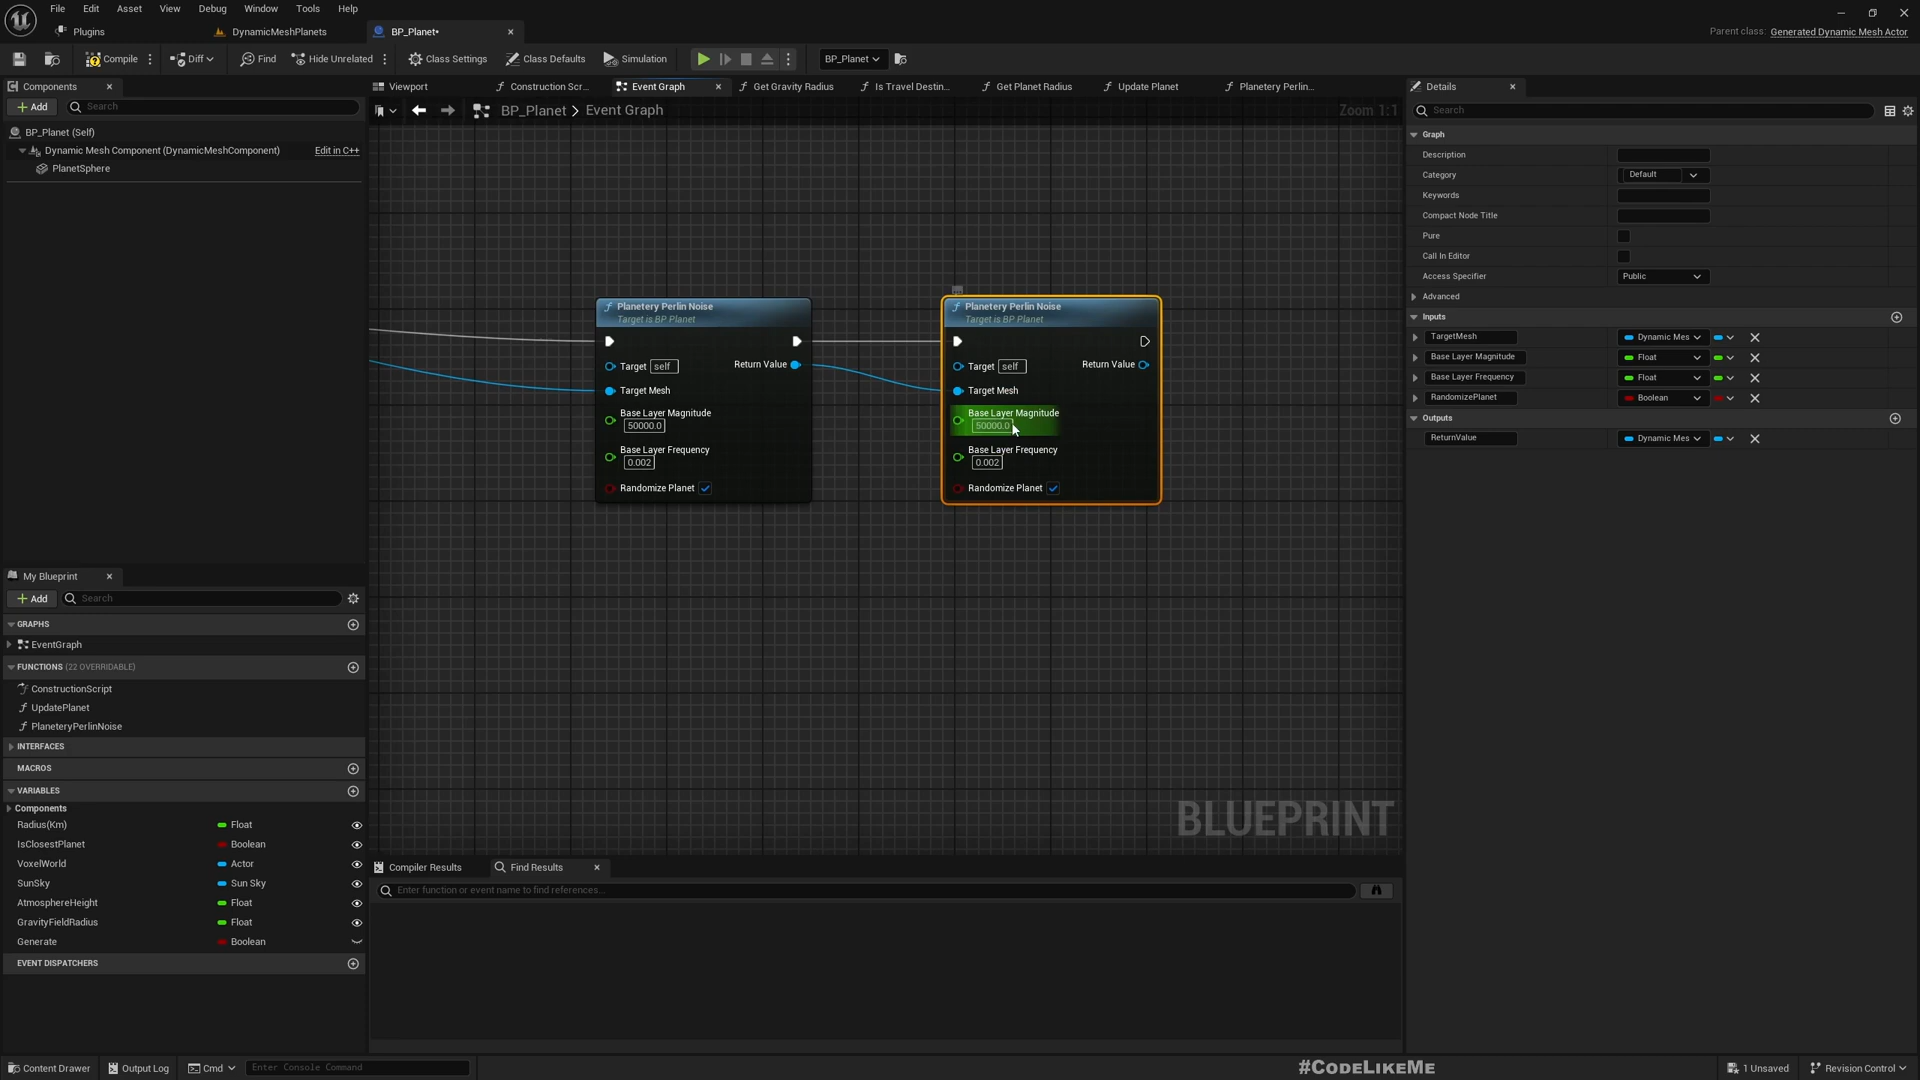 File Edit Asset View Debug Window Tools Help
Plugins DynamicMeshPlanets BP_Planet•
Parent class: Generated Dynamic Mesh Actor
Compile Diff Find Hide Unrelated Class Settings Class Defaults Simulation BP_Planet
Components
Add Search
BP_Planet (Self)
Dynamic Mesh Component (DynamicMeshComponent) Edit in C++
PlanetSphere
Viewport Construction Scr... Event Graph Get Gravity Radius Is Travel Destin... Get Planet Radius Update Planet Planetery Perlin...
BP_Planet > Event Graph Zoom 1:1
Planetery Perlin Noise
Target is BP Planet
Target self Return Value
Target Mesh
Base Layer Magnitude
50000.0
Base Layer Frequency
0.002
Randomize Planet
Planetery Perlin Noise
Target is BP Planet
Target self Return Value
Target Mesh
Base Layer Magnitude
50000.0
Base Layer Frequency
0.002
Randomize Planet
BLUEPRINT
Details
Search
Graph
Description
Category Default
Keywords
Compact Node Title
Pure
Call In Editor
Access Specifier Public
Advanced
Inputs
TargetMesh Dynamic Mes
Base Layer Magnitude Float
Base Layer Frequency Float
RandomizePlanet Boolean
Outputs
ReturnValue Dynamic Mes
My Blueprint
Add Search
GRAPHS
EventGraph
FUNCTIONS (22 OVERRIDABLE)
ConstructionScript
UpdatePlanet
PlaneteryPerlinNoise
INTERFACES
MACROS
VARIABLES
Components
Radius(Km) Float
IsClosestPlanet Boolean
VoxelWorld Actor
SunSky Sun Sky
AtmosphereHeight Float
GravityFieldRadius Float
Generate Boolean
EVENT DISPATCHERS
Compiler Results Find Results
Enter function or event name to find references...
Content Drawer Output Log Cmd Enter Console Command
#CODELIKEME
1 Unsaved Revision Control